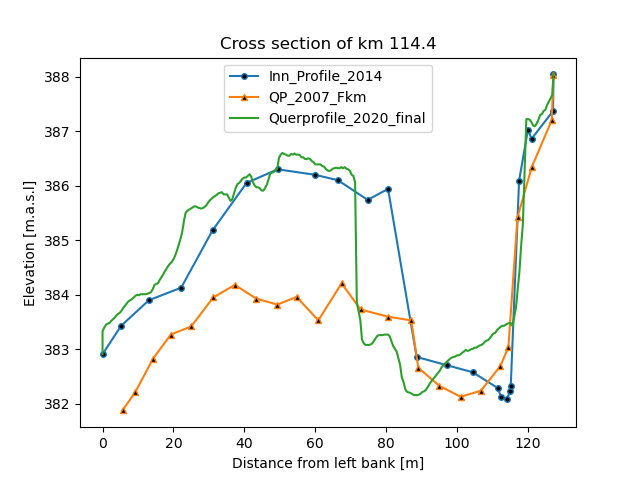 Cross section of km 114.4
Inn_Profile_2014
QP_2007_Fkm
Querprofile_2020_final
388
387
386
385
384
383
382
Elevation [m.a.s.l]
0 20 40 60 80 100 120
Distance from left bank [m]